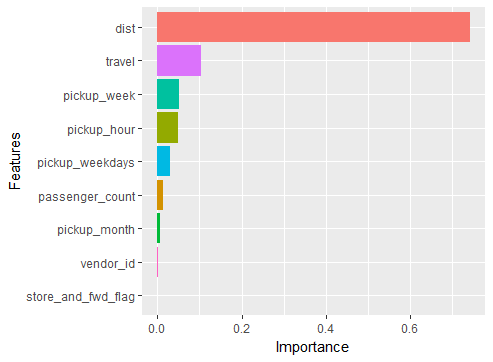 dist
travel
pickup_week
pickup_hour
pickup_weekdays
passenger_count
pickup_month
vendor_id
store_and_fwd_flag
Features
0.0 0.2 0.4 0.6
Importance